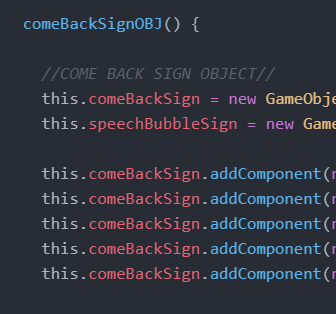 comeBackSignOBJ() {
//COME BACK SIGN OBJECT//
this.comeBackSign = new GameObje
this.speechBubbleSign = new Game
this.comeBackSign.addComponent(
this.comeBackSign.addComponent(
this.comeBackSign.addComponent(
this.comeBackSign.addComponent(
this.comeBackSign.addComponent(